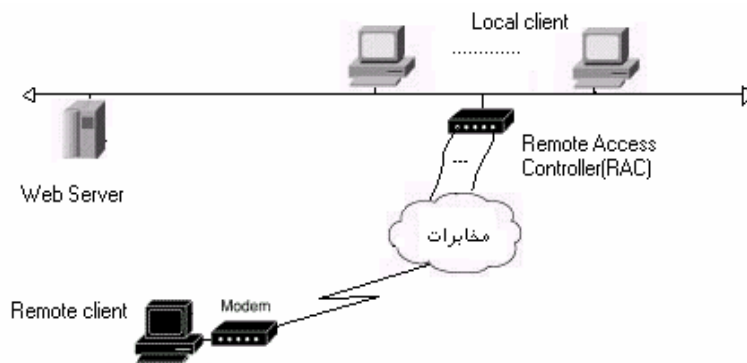 Local client
Remote Access
Controller(RAC)
Web Server
مخابرات
Remote client
Modem